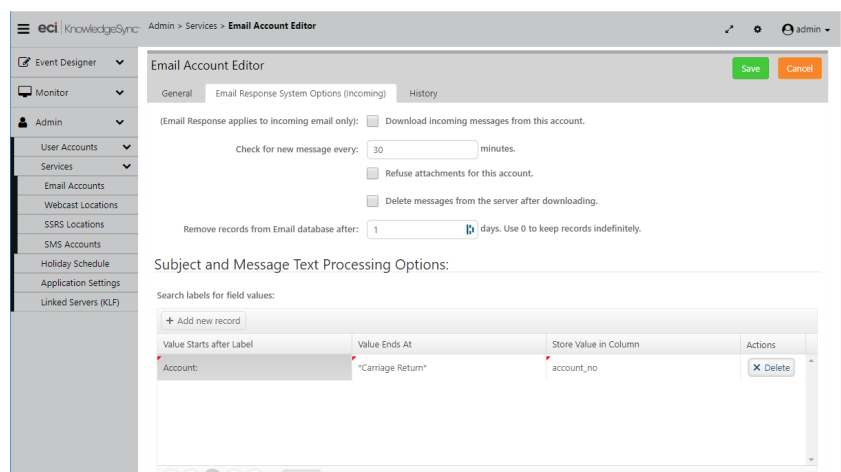 eci KnowledgeSync
Admin > Services > Email Account Editor
admin
Event Designer
Monitor
Admin
User Accounts
Services
Email Accounts
Webcast Locations
SSRS Locations
SMS Accounts
Holiday Schedule
Application Settings
Linked Servers (KLF)
Email Account Editor
Save Cancel
General Email Response System Options (Incoming) History
(Email Response applies to incoming email only): Download incoming messages from this account.
Check for new message every: 30 minutes.
Refuse attachments for this account.
Delete messages from the server after downloading.
Remove records from Email database after: 1 days. Use 0 to keep records indefinitely.
Subject and Message Text Processing Options:
Search labels for field values:
+ Add new record
Value Starts after Label Value Ends At Store Value in Column Actions
Account: *Carriage Return* account_no X Delete